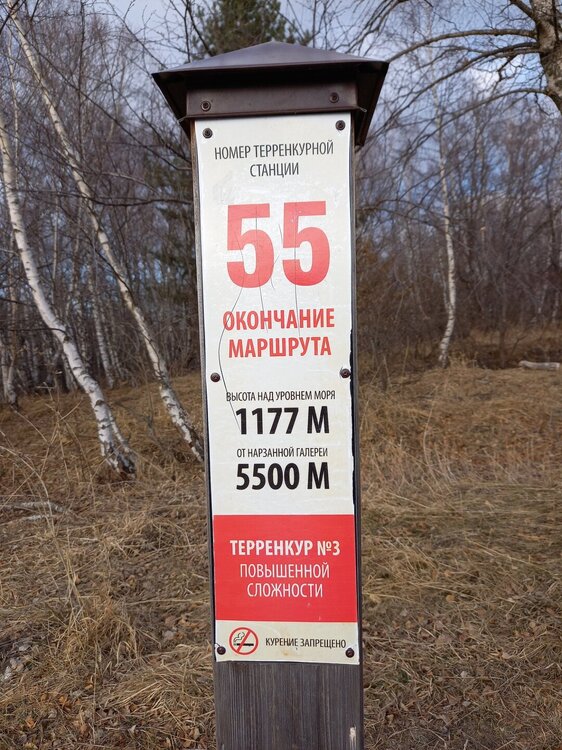 НОМЕР ТЕРРЕНКУРНОЙ
СТАНЦИИ
55
ОКОНЧАНИЕ
МАРШРУТА
ВЫСОТА НАД УРОВНЕМ МОРЯ
1177 М
ОТ НАРЗАННОЙ ГАЛЕРЕИ
5500 М
ТЕРРЕНКУР №3
ПОВЫШЕННОЙ
СЛОЖНОСТИ
КУРЕНИЕ ЗАПРЕЩЕНО